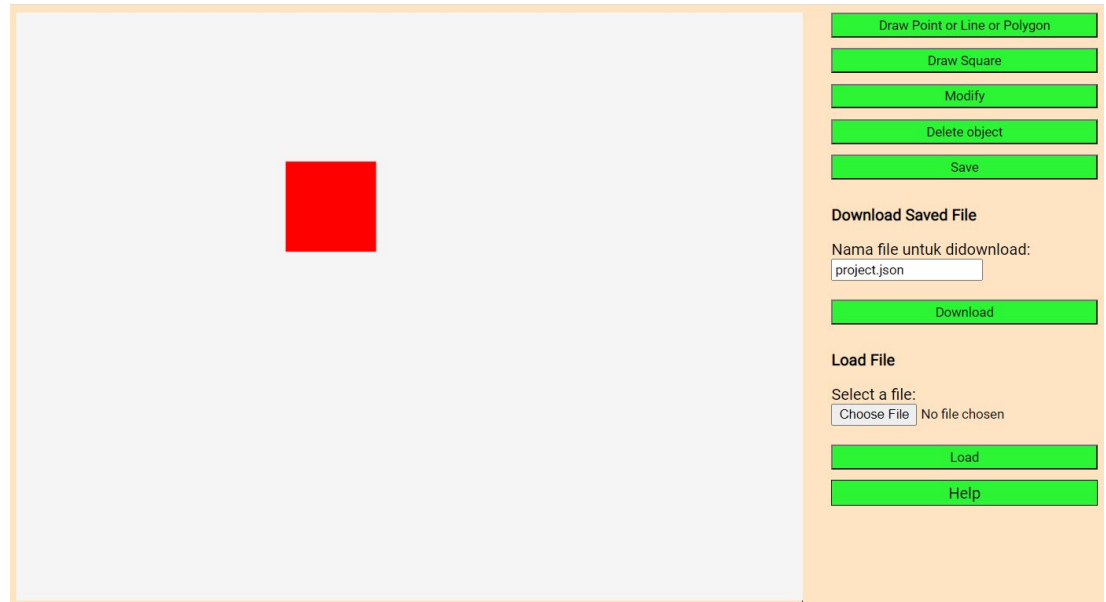 Draw Point or Line or Polygon
Draw Square
Modify
Delete object
Save
Download Saved File
Nama file untuk didownload:
project.json
Download
Load File
Select a file:
Choose File No file chosen
Load
Help